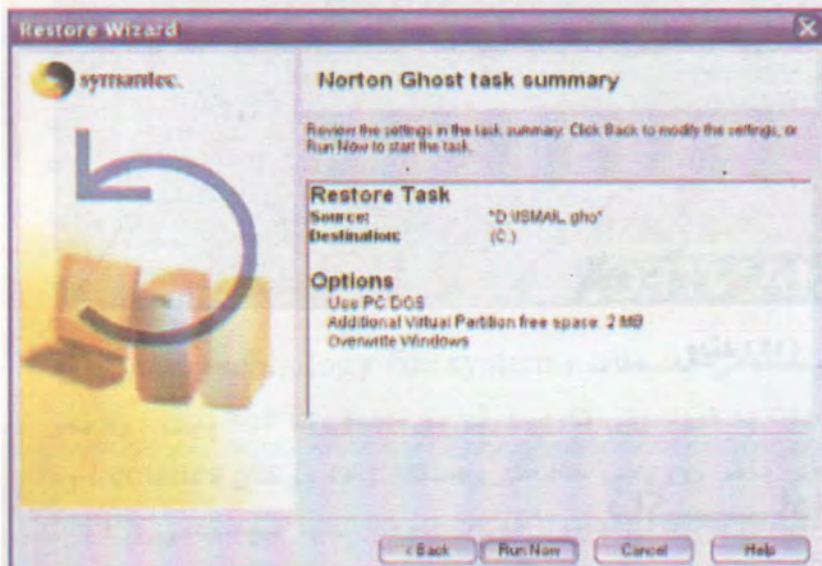 Restore Wizard
symantec.
Norton Ghost task summary
Review the settings in the task summary. Click Back to modify the settings, or
Run Now to start the task.
Restore Task
Source: "D:\ISMAIL.gho"
Destination: (C:)
Options
Use PC DOS
Additional Virtual Partition free space: 2 MB
Overwrite Windows
< Back Run Now Cancel Help